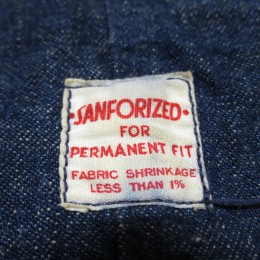 ·SANFORIZED·
FOR
PERMANENT FIT
FABRIC SHRINKAGE
LESS THAN 1%